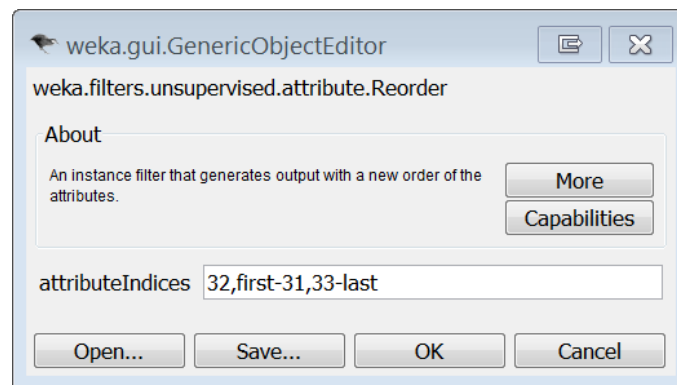 weka.gui.GenericObjectEditor
weka.filters.unsupervised.attribute.Reorder
About
An instance filter that generates output with a new order of the
attributes.
More
Capabilities
attributeIndices 32,first-31,33-last
Open... Save... OK Cancel